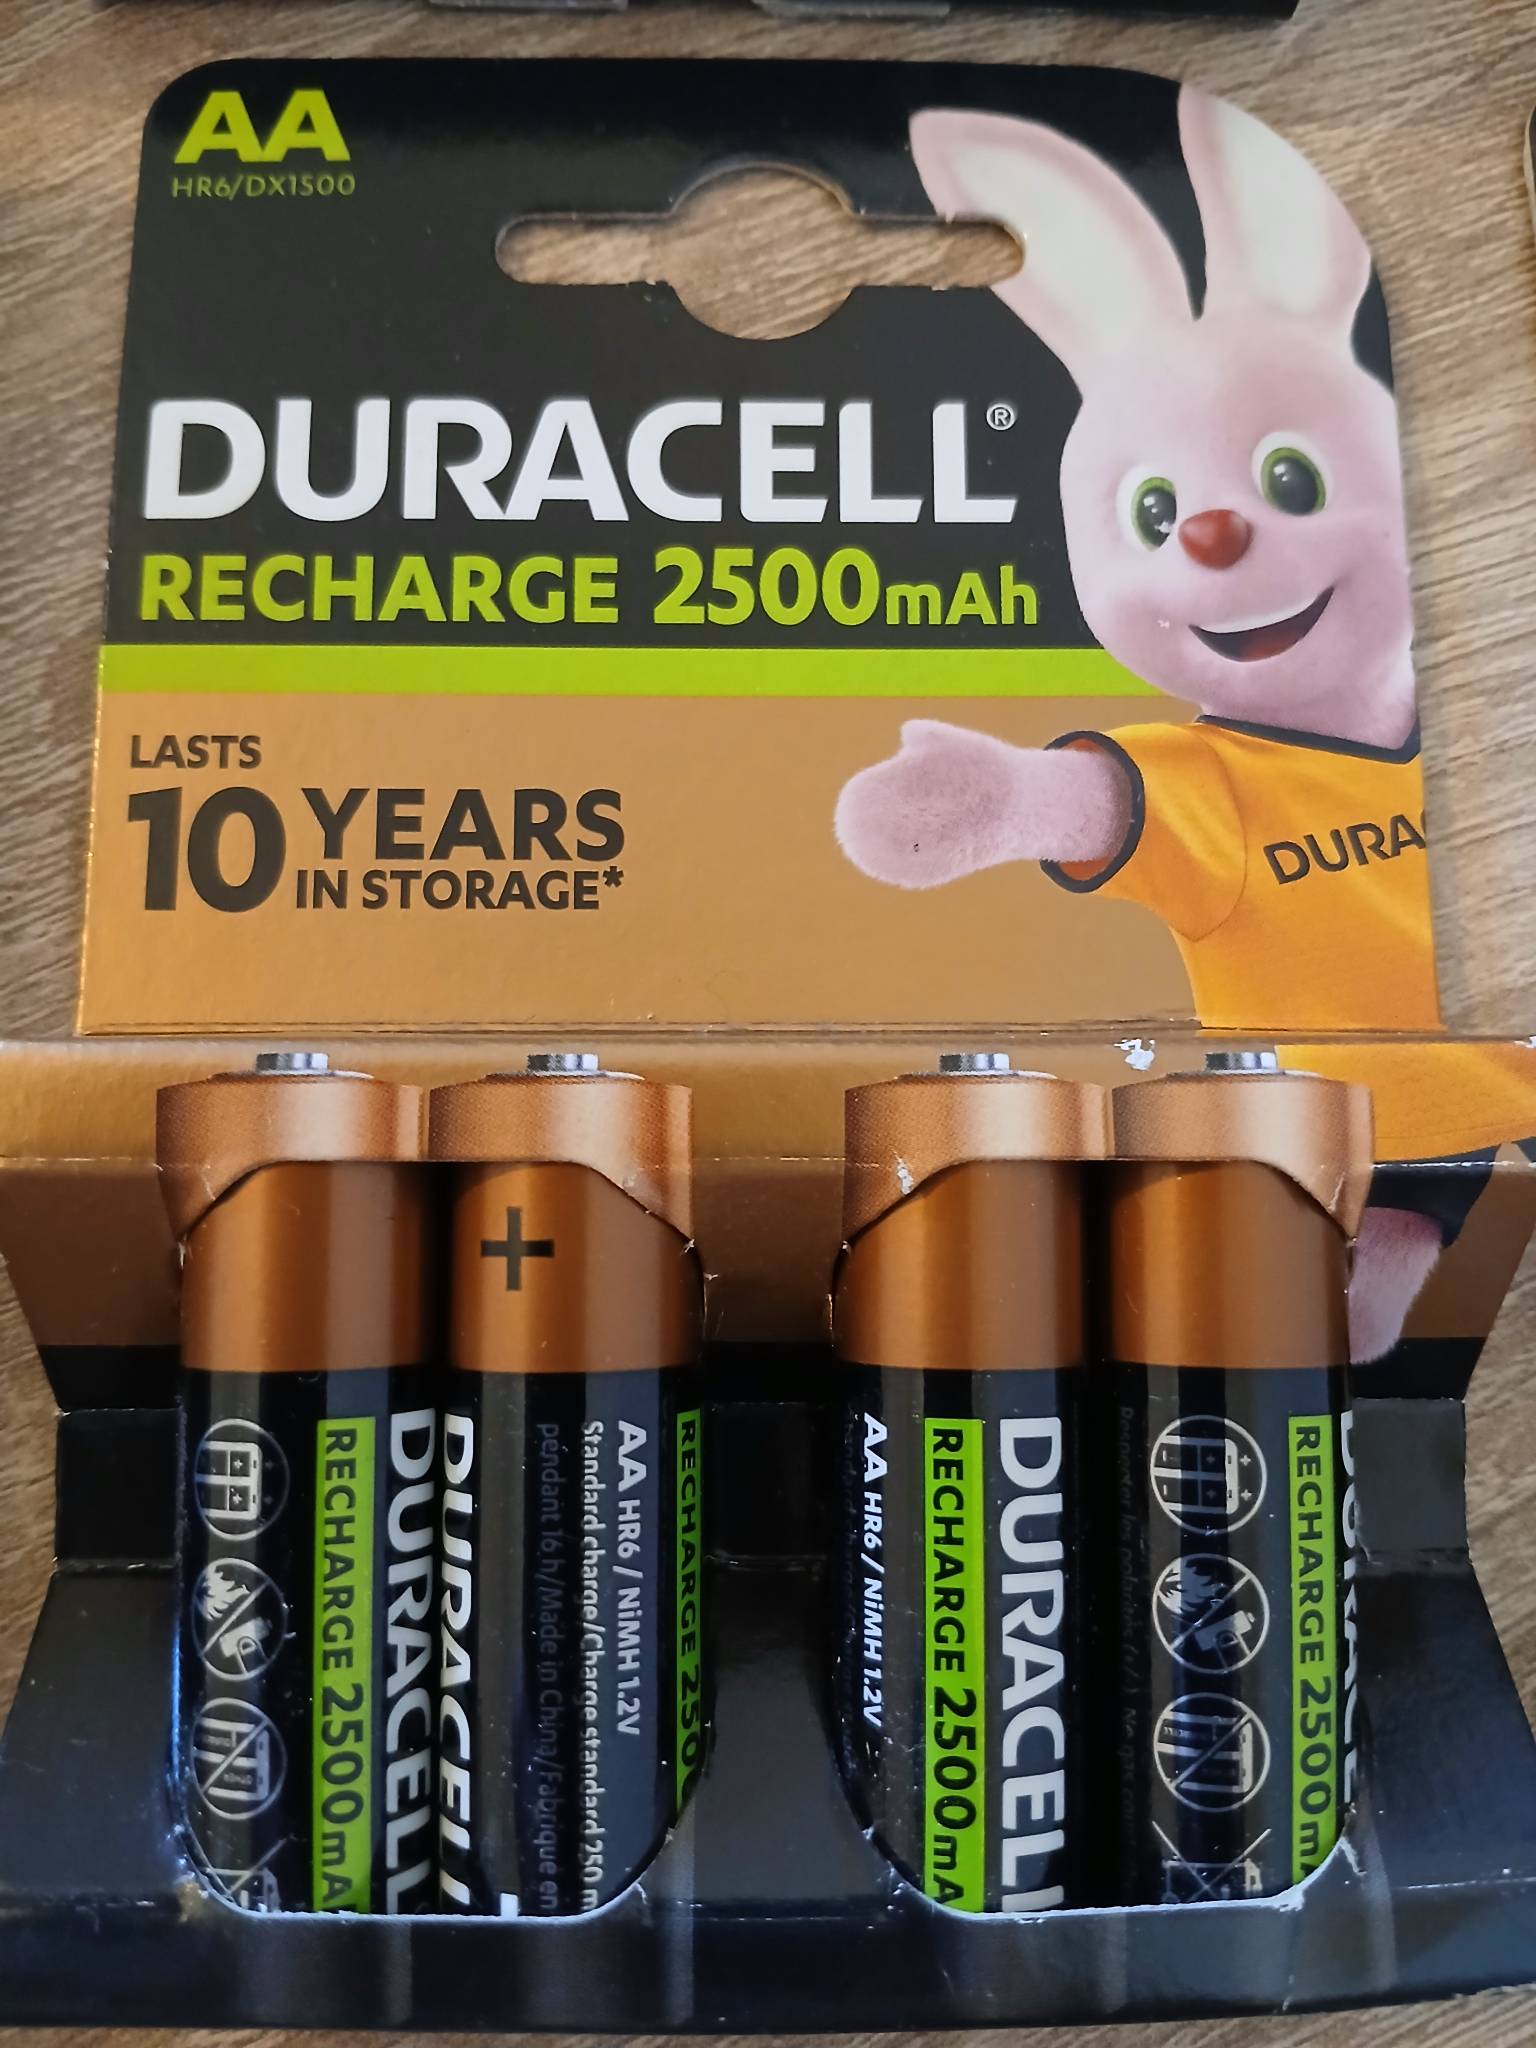 AA
HR6/DX1500
DURACELL®
RECHARGE 2500mAh
LASTS
10 YEARS
IN STORAGE*
DURA
RECHARGE 2500mA
DURACELL
DURACELL
+
pendant 16 h/Made in China/Fabriqué en
Standard charge/Charge standard 250 m
AA HR6 / NiMH 1.2V
RECHARGE 250
AA HR6 / NiMH 1.2V
RECHARGE 2500mA
DURACELL
RECHARGE 2500mA
DURACELL